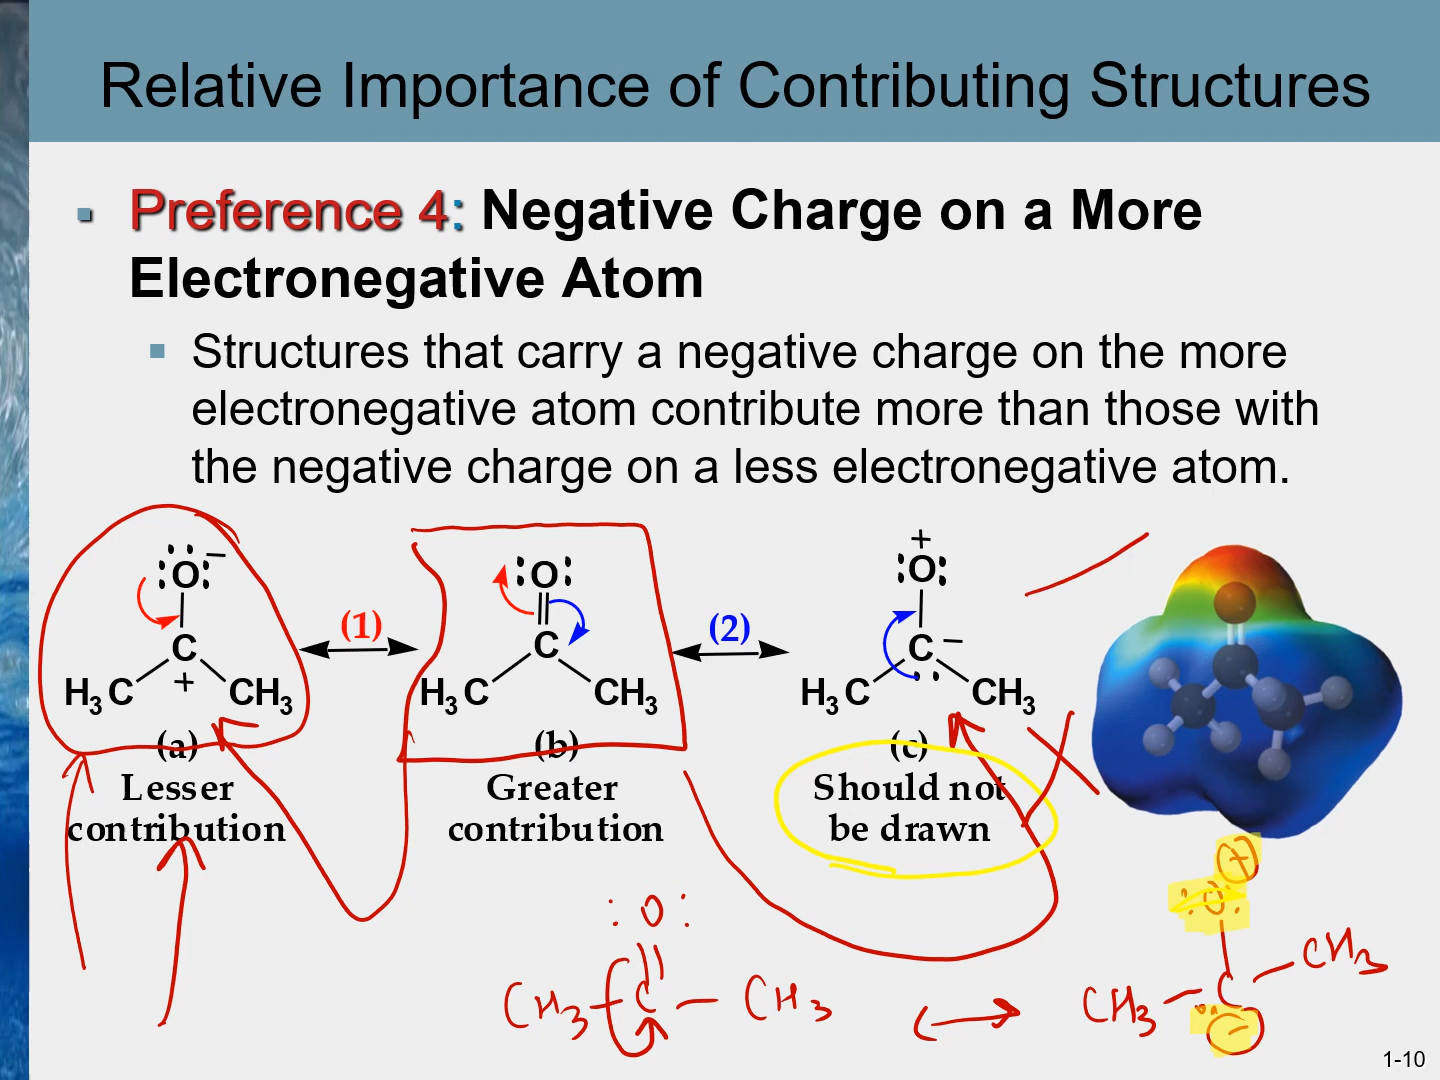 Relative Importance of Contributing Structures
Preference 4: Negative Charge on a More
Electronegative Atom
Structures that carry a negative charge on the more
electronegative atom contribute more than those with
the negative charge on a less electronegative atom.
O − O + O
(1) (2)
C + C C −
H3C CH3 H3C CH3 H3C CH3
(a) (b) (c)
Lesser Greater Should not
contribution contribution be drawn
:O: :O: +
CH3 - C - CH3 ↔ CH3 - C - CH3
−
1-10